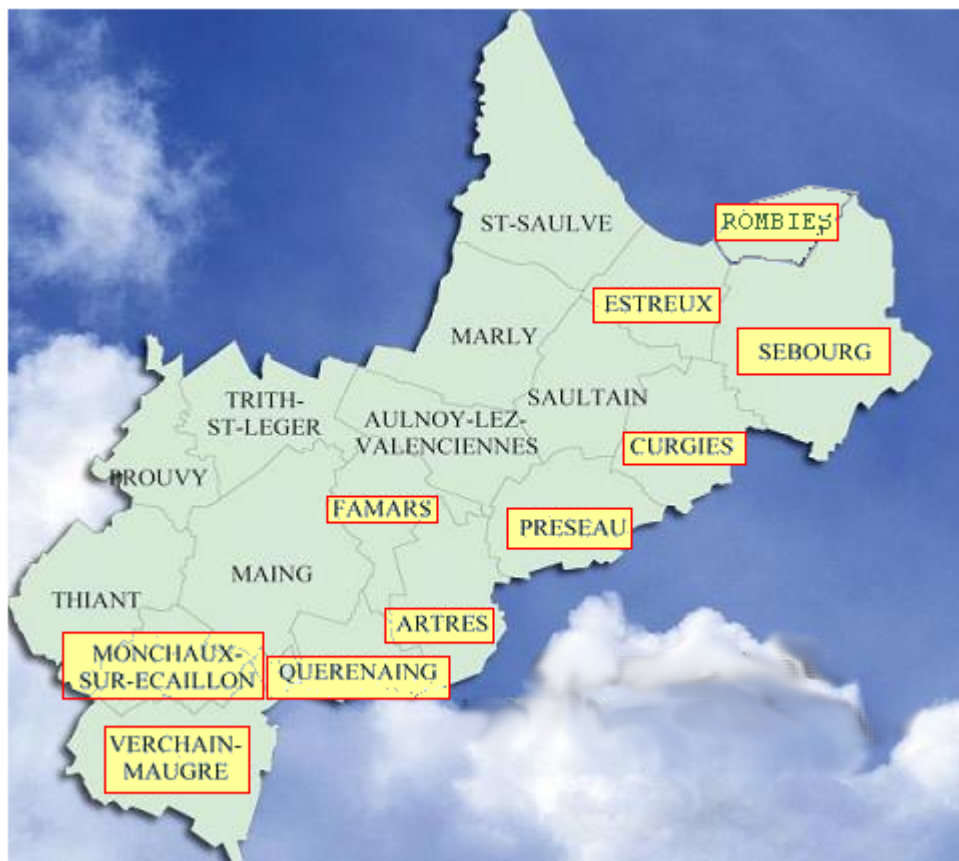 ROMBIES
ST-SAULVE
ESTREUX
MARLY
SEBOURG
SAULTAIN
TRITH-
ST-LEGER
AULNOY-LEZ-
VALENCIENNES
CURGIES
PROUVY
FAMARS
PRESEAU
MAING
THIANT
ARTRES
MONCHAUX-
SUR-ECAILLON
QUERENAING
VERCHAIN-
MAUGRE